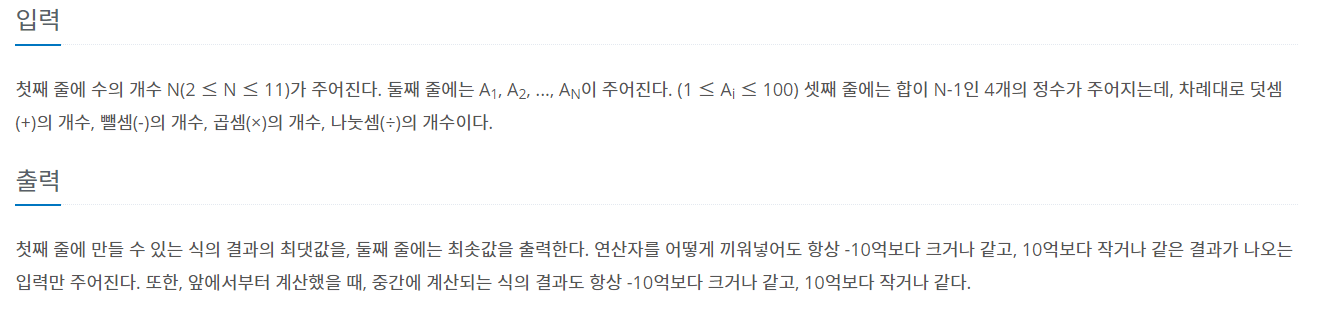 입력
첫째 줄에 수의 개수 N(2 ≤ N ≤ 11)가 주어진다. 둘째 줄에는 A1, A2, ..., AN이 주어진다. (1 ≤ Ai ≤ 100) 셋째 줄에는 합이 N-1인 4개의 정수가 주어지는데, 차례대로 덧셈
(+)의 개수, 뺄셈(-)의 개수, 곱셈(×)의 개수, 나눗셈(÷)의 개수이다.
출력
첫째 줄에 만들 수 있는 식의 결과의 최댓값을, 둘째 줄에는 최솟값을 출력한다. 연산자를 어떻게 끼워넣어도 항상 -10억보다 크거나 같고, 10억보다 작거나 같은 결과가 나오는
입력만 주어진다. 또한, 앞에서부터 계산했을 때, 중간에 계산되는 식의 결과도 항상 -10억보다 크거나 같고, 10억보다 작거나 같다.